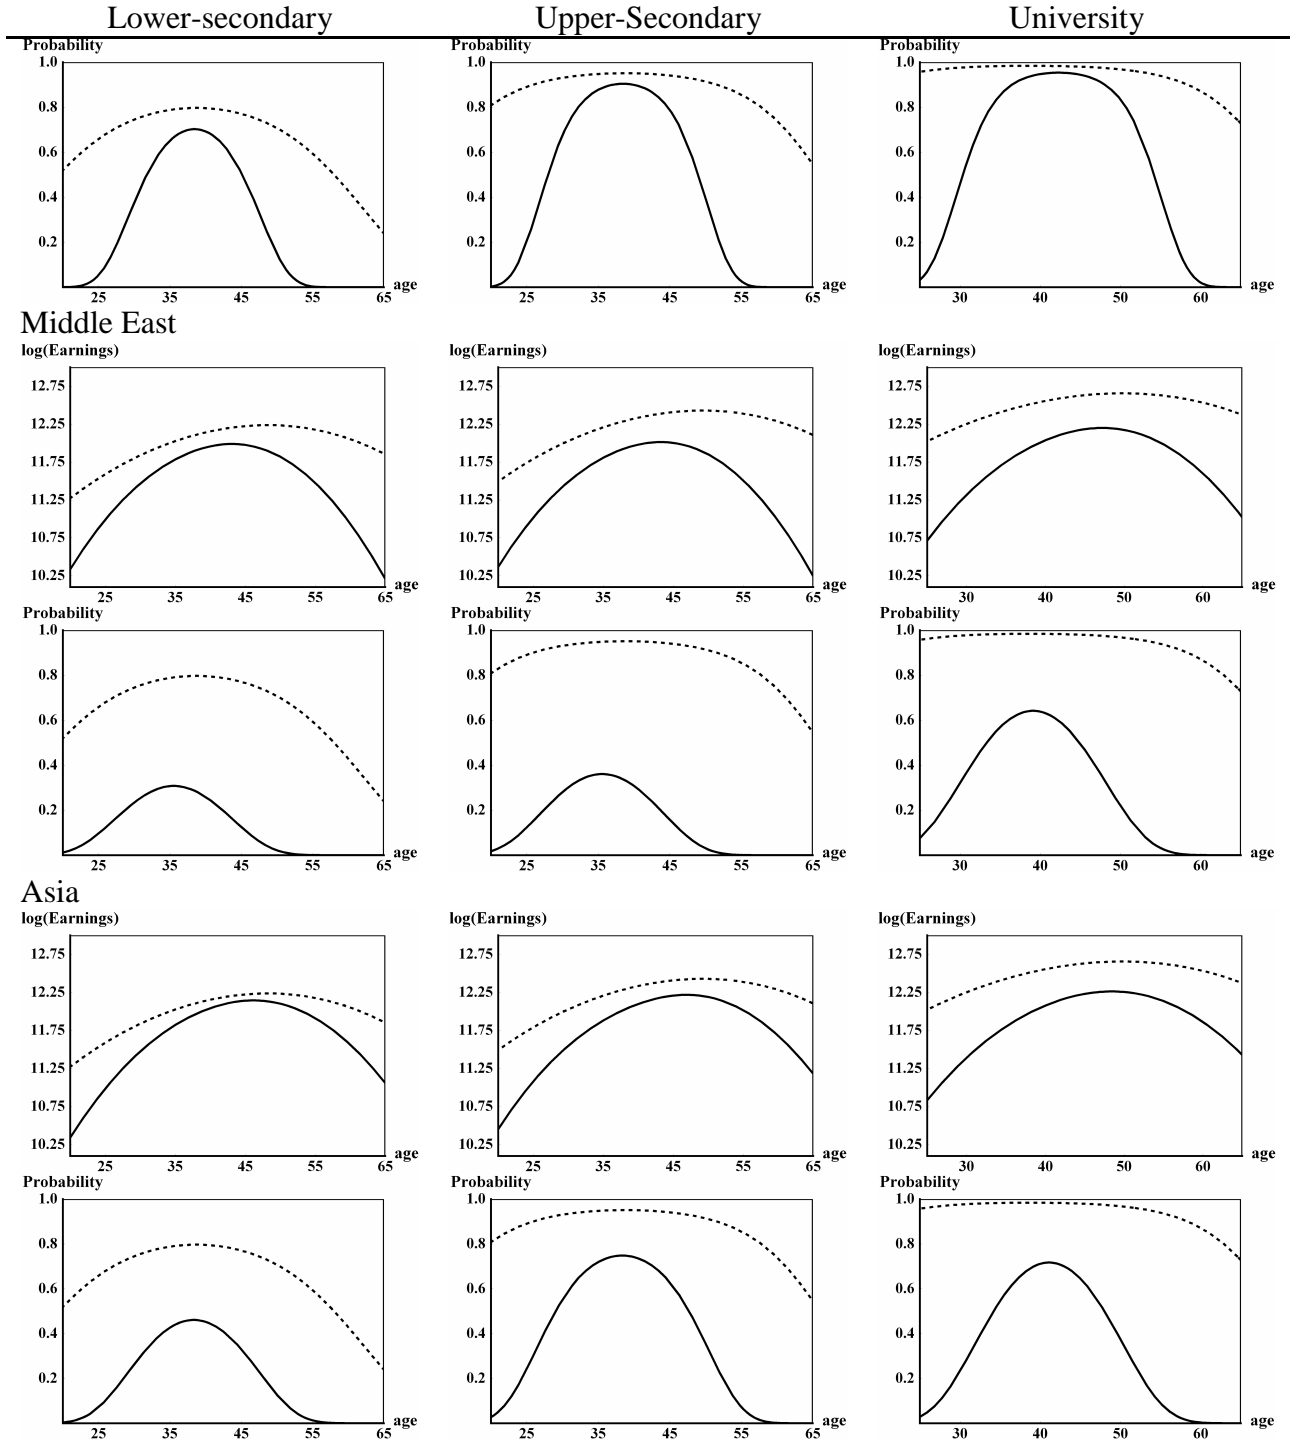 Lower-secondary Upper-Secondary University
Probability Probability Probability
1.0 1.0 1.0
0.8 0.8 0.8
0.6 0.6 0.6
0.4 0.4 0.4
0.2 0.2 0.2
25 35 45 55 65 age 25 35 45 55 65 age 30 40 50 60 age
Middle East
log(Earnings) log(Earnings) log(Earnings)
12.75 12.75 12.75
12.25 12.25 12.25
11.75 11.75 11.75
11.25 11.25 11.25
10.75 10.75 10.75
10.25 10.25 10.25
25 35 45 55 65 age 25 35 45 55 65 age 30 40 50 60 age
Probability Probability Probability
1.0 1.0 1.0
0.8 0.8 0.8
0.6 0.6 0.6
0.4 0.4 0.4
0.2 0.2 0.2
25 35 45 55 65 age 25 35 45 55 65 age 30 40 50 60 age
Asia
log(Earnings) log(Earnings) log(Earnings)
12.75 12.75 12.75
12.25 12.25 12.25
11.75 11.75 11.75
11.25 11.25 11.25
10.75 10.75 10.75
10.25 10.25 10.25
25 35 45 55 65 age 25 35 45 55 65 age 30 40 50 60 age
Probability Probability Probability
1.0 1.0 1.0
0.8 0.8 0.8
0.6 0.6 0.6
0.4 0.4 0.4
0.2 0.2 0.2
25 35 45 55 65 age 25 35 45 55 65 age 30 40 50 60 age